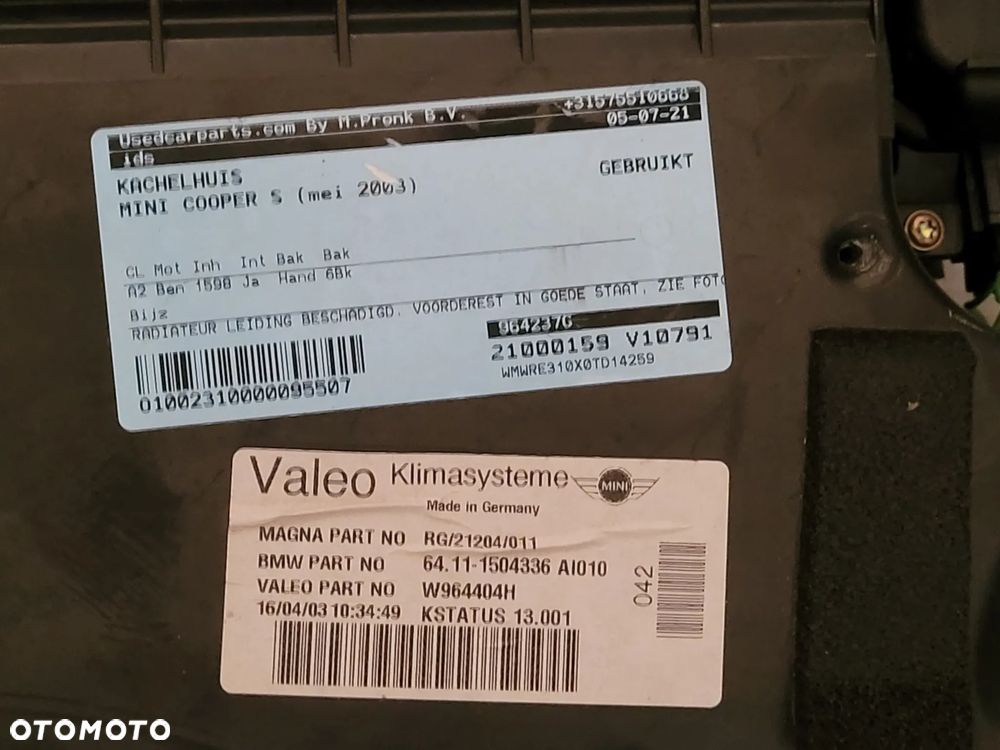 Usedcarparts.com By M.Pronk B.V. +31575510668
05-07-21
KACHELHUIS GEBRUIKT
MINI COOPER S (mei 2003)
CL Mot Inh Int Bak Bak
A2 Ben 1598 Ja Hand 6Bk
Bijz
RADIATEUR LEIDING BESCHADIGD. VOORDEREST IN GOEDE STAAT. ZIE FOTO
964237G
21000159 V10791
WMWRE310X0TD14259
01002310000095507
Valeo Klimasysteme MINI
Made in Germany
MAGNA PART NO RG/21204/011
BMW PART NO 64.11-1504336 AI010
VALEO PART NO W964404H
16/04/03 10:34:49 KSTATUS 13.001
042
OTOMOTO